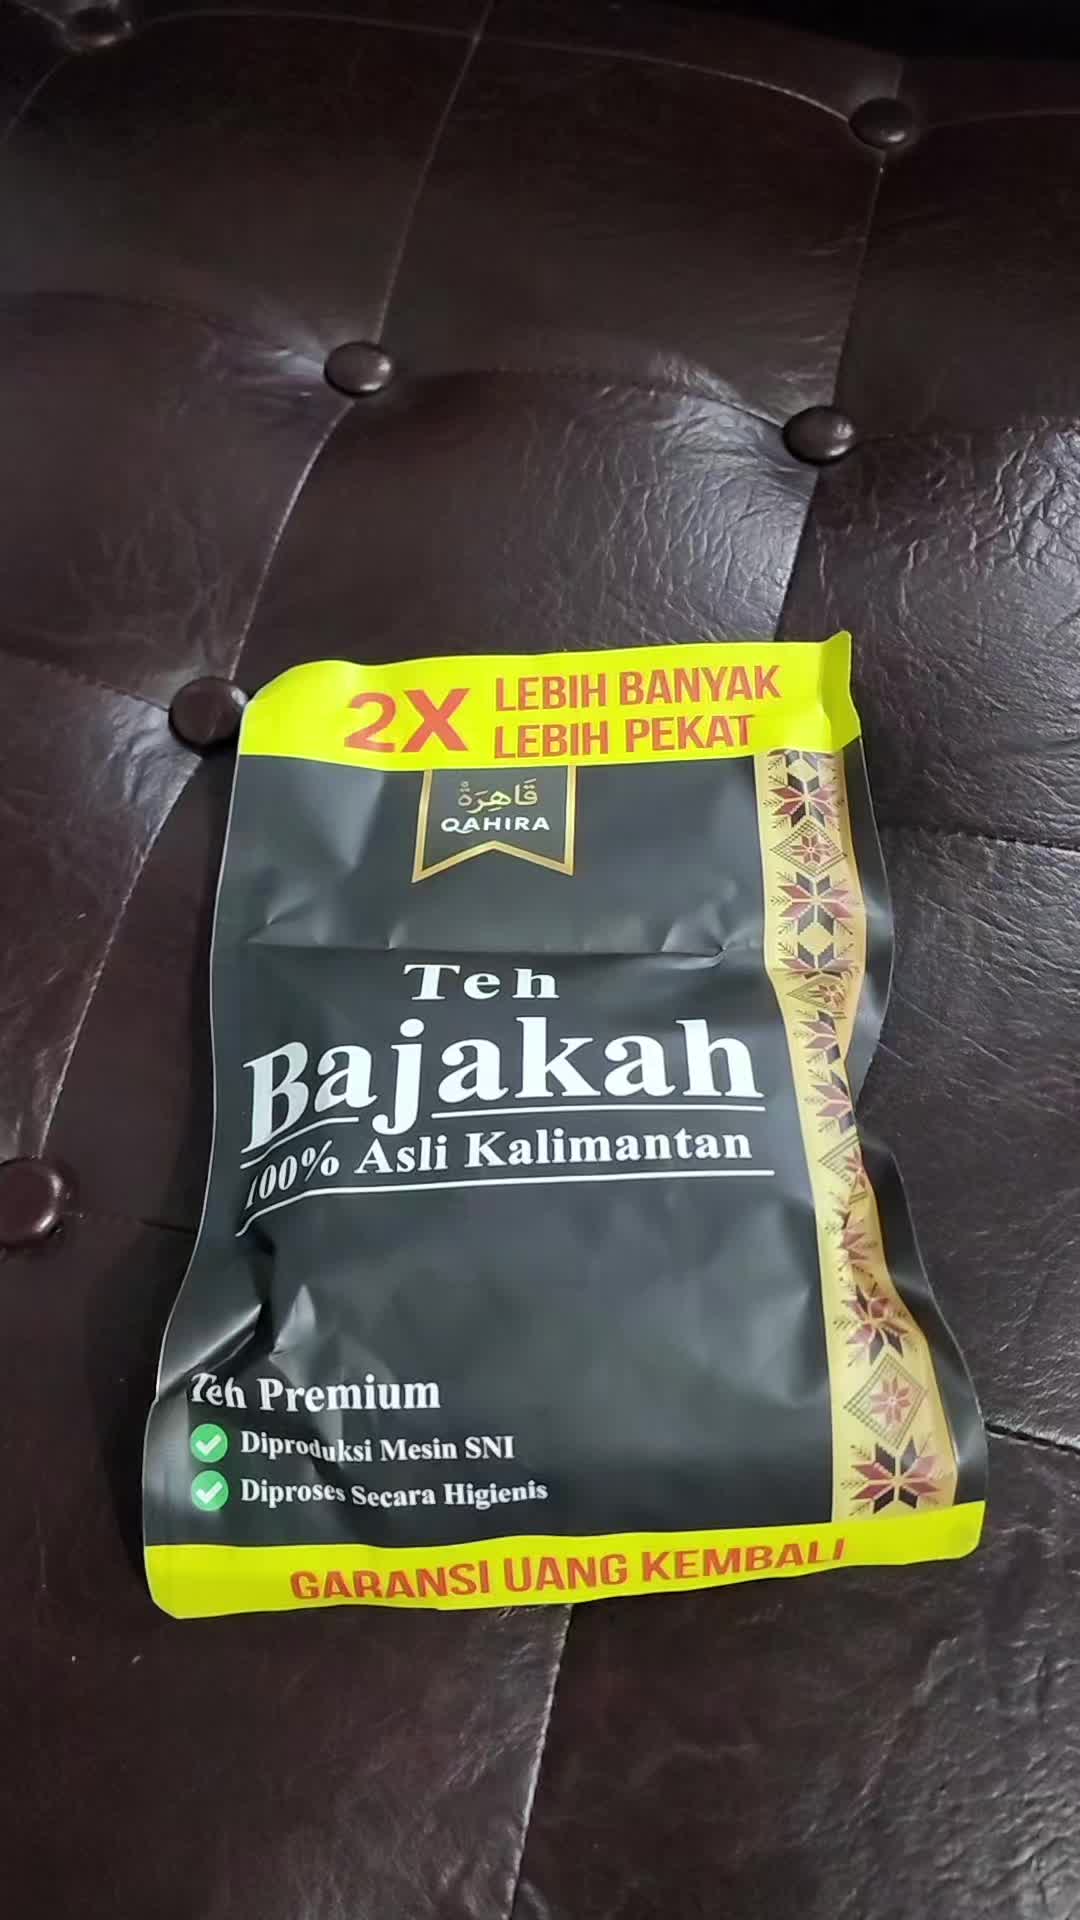 2X LEBIH BANYAK
LEBIH PEKAT
قَاهِرَة
QAHIRA
Teh
Bajakah
100% Asli Kalimantan
Teh Premium
Diproduksi Mesin SNI
Diproses Secara Higienis
GARANSI UANG KEMBALI